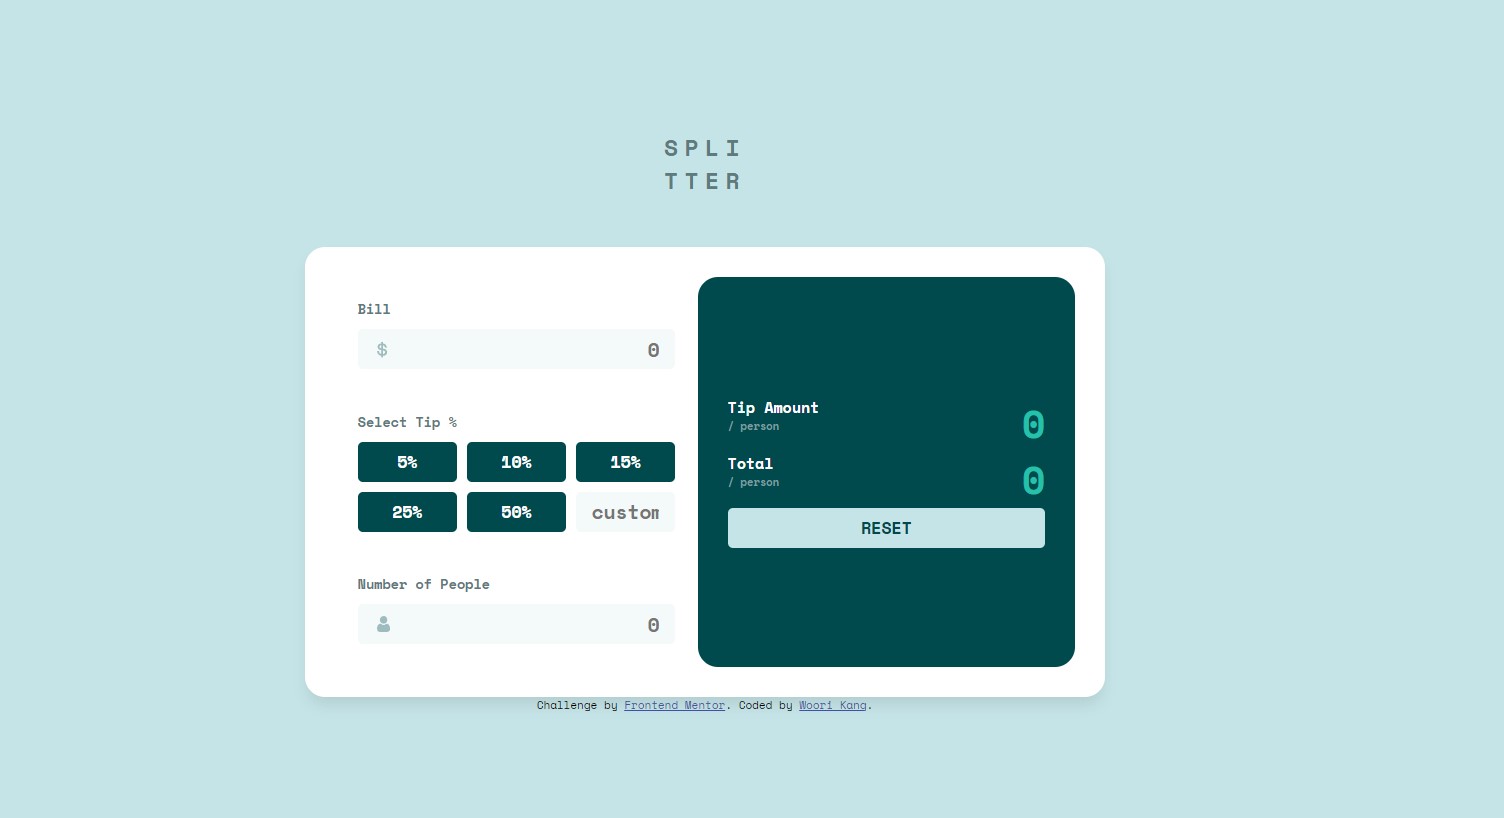 SPLI
TTER
Bill
$ 0
Select Tip %
5% 10% 15%
25% 50% custom
Number of People
0
Tip Amount
/ person
0
Total
/ person
0
RESET
Challenge by Frontend Mentor. Coded by Woori Kang.